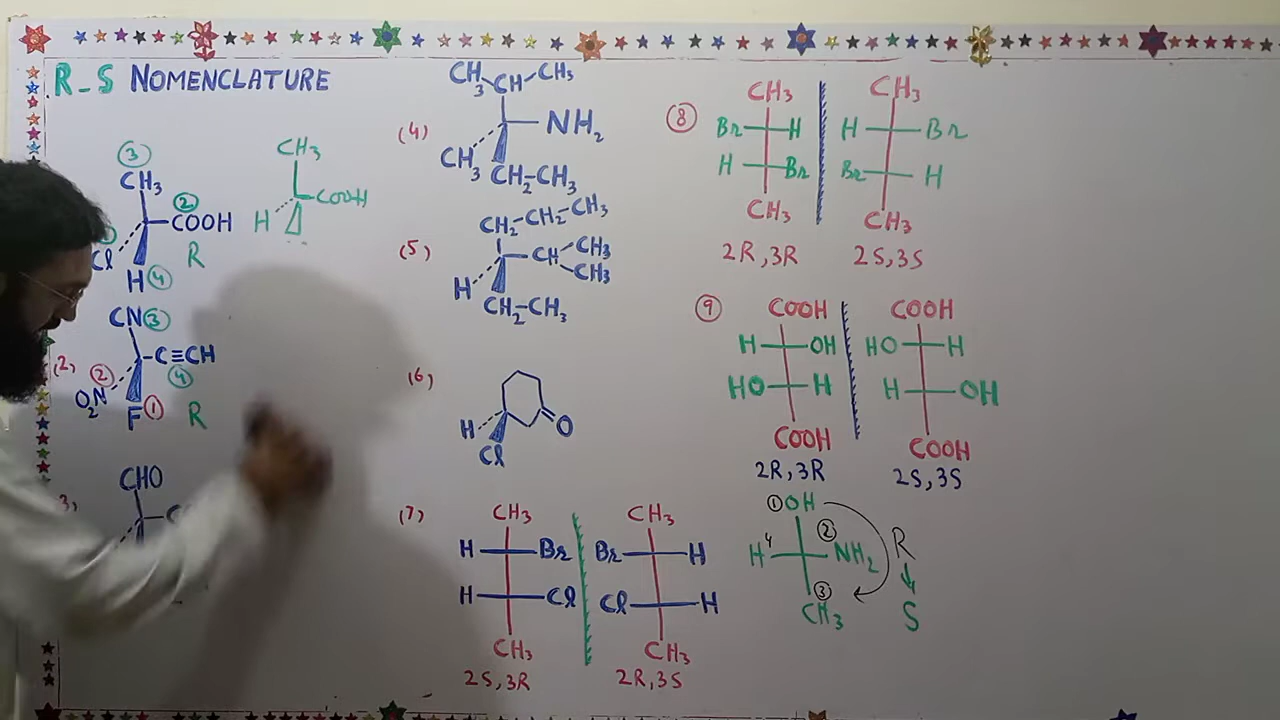 R_S NOMENCLATURE
③
CH₃
②
COOH
Cl
H ④
R
CH₃
COOH
H
(2)
CN ③
C≡CH
④
②
O₂N
F ①
R
CHO
(4)
CH₃ CH CH₃
NH₂
CH₃
CH₂-CH₃
(5)
CH₂-CH₂-CH₃
CH CH₃
CH₃
H
CH₂-CH₃
(6)
H
O
Cl
(7)
CH₃
H Br
H Cl
CH₃
2S,3R
CH₃
Br H
Cl H
CH₃
2R,3S
⑧
CH₃
Br H
H Br
CH₃
2R,3R
CH₃
H Br
Br H
CH₃
2S,3S
⑨
COOH
H OH
HO H
COOH
2R,3R
COOH
HO H
H OH
COOH
2S,3S
① OH
②
H 4 NH₂
③
CH₃
R
S